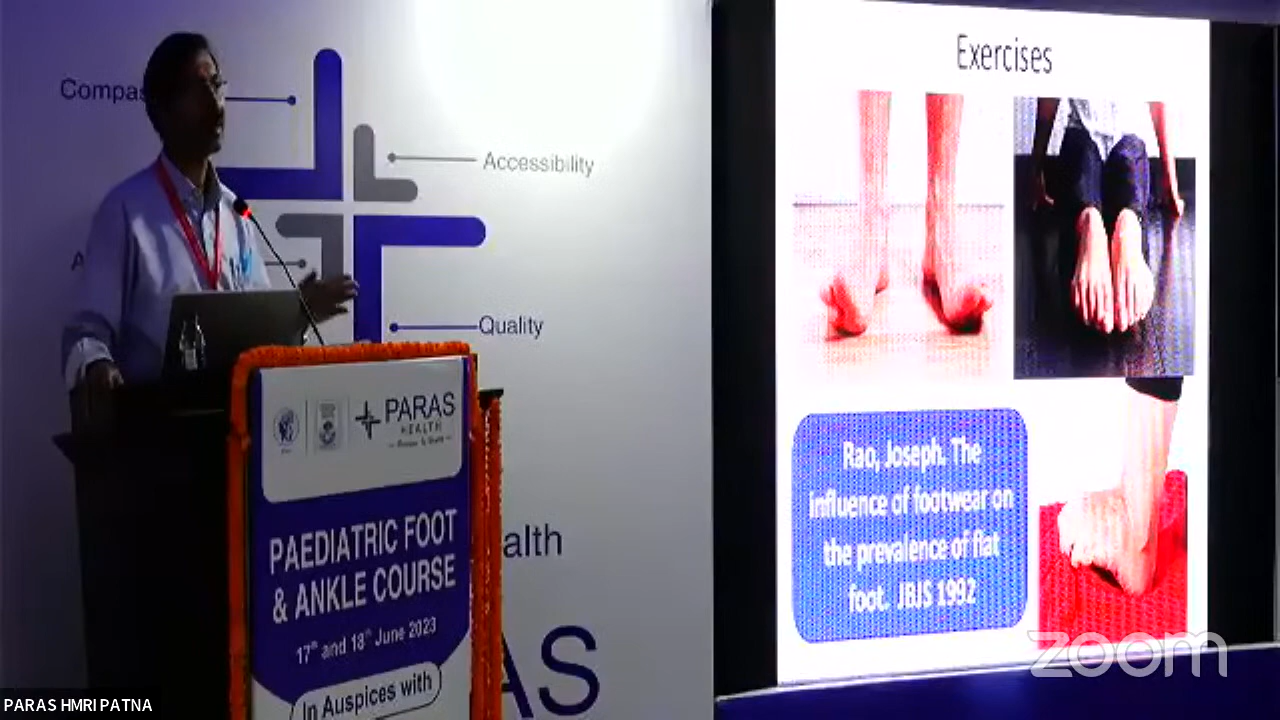 Compas
Accessibility
A
Quality
alth
AS
PARAS
HEALTH
PAEDIATRIC FOOT
& ANKLE COURSE
17th and 18th June 2023
In Auspices with
Exercises
Rao, Joseph. The
influence of footwear on
the prevalence of flat
foot. JBJS 1992
zoom
PARAS HMRI PATNA